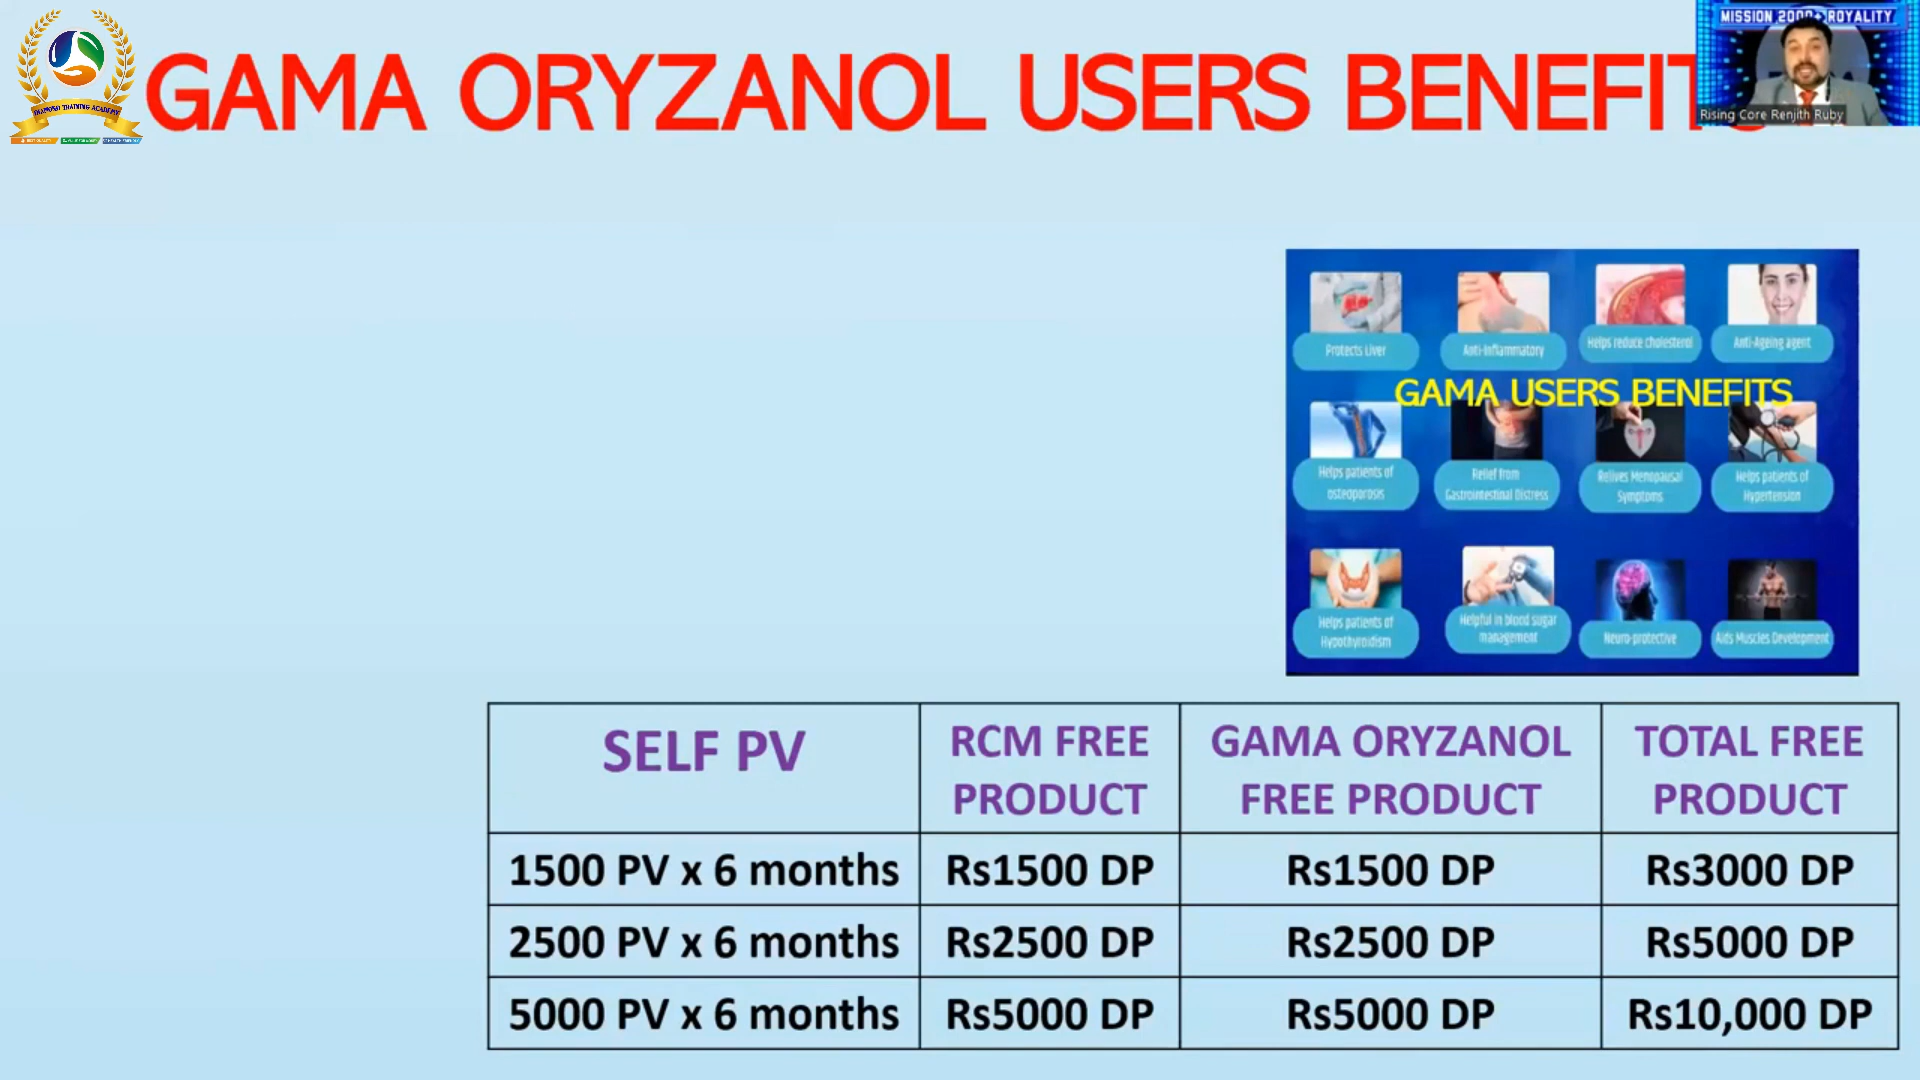 MISSION 2000+ ROYALITY
GAMA ORYZANOL USERS BENEFIT
Rising Core Renjith Ruby
DIAMOND TRAINING ACADEMY
Protects Liver
Anti-Inflammatory
Helps reduce cholesterol
Anti-Ageing agent
GAMA USERS BENEFITS
Helps patients of
osteoporosis
Relief from
Gastrointestinal Distress
Relives Menopausal
Symptoms
Helps patients of
Hypertension
Helps patients of
Hypothyroidism
Helpful in blood sugar
management
Neuro-protective
Aids Muscles Development
SELF PV
RCM FREE
PRODUCT
GAMA ORYZANOL
FREE PRODUCT
TOTAL FREE
PRODUCT
1500 PV x 6 months
Rs1500 DP
Rs1500 DP
Rs3000 DP
2500 PV x 6 months
Rs2500 DP
Rs2500 DP
Rs5000 DP
5000 PV x 6 months
Rs5000 DP
Rs5000 DP
Rs10,000 DP